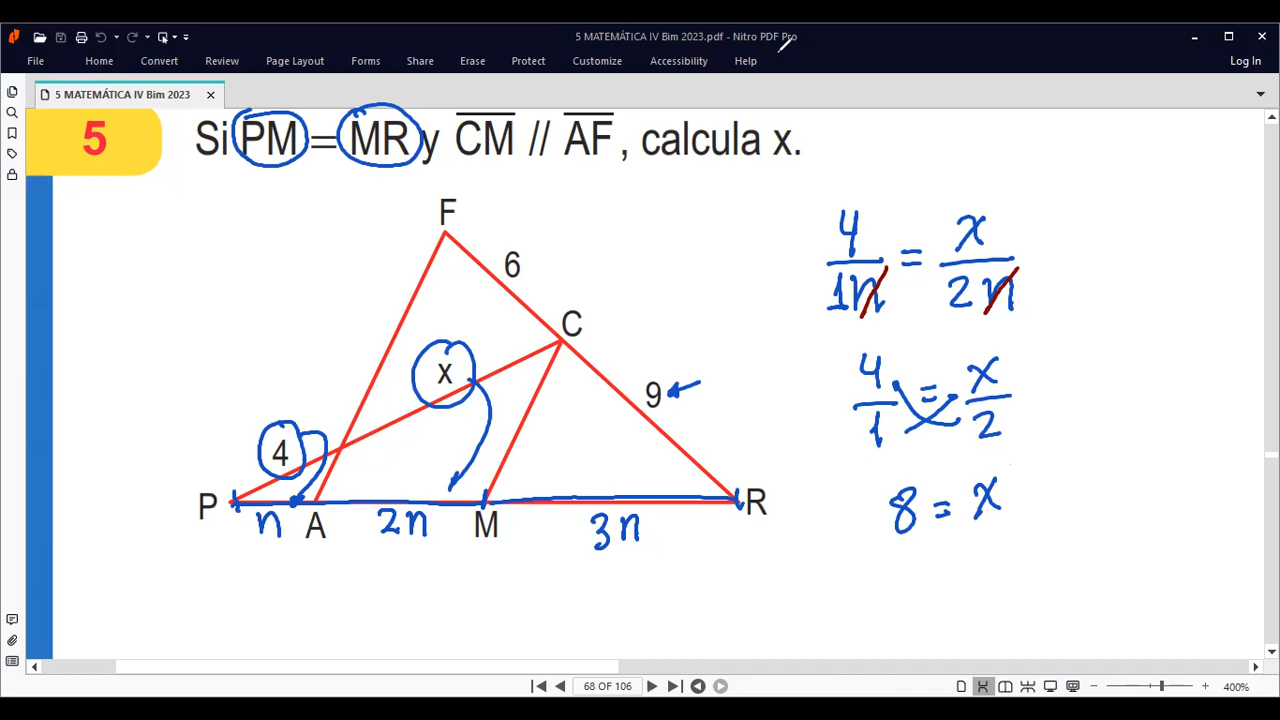 5 MATEMÁTICA IV Bim 2023.pdf - Nitro PDF Pro
File Home Convert Review Page Layout Forms Share Erase Protect Customize Accessibility Help Log In
5 MATEMÁTICA IV Bim 2023
5 Si PM = MR y CM // AF, calcula x.
F
6
C
x
9
4
P
A
M
R
n
2n
3n
4/1n = x/2n
4/1 = x/2
8 = x
68 OF 106
400%